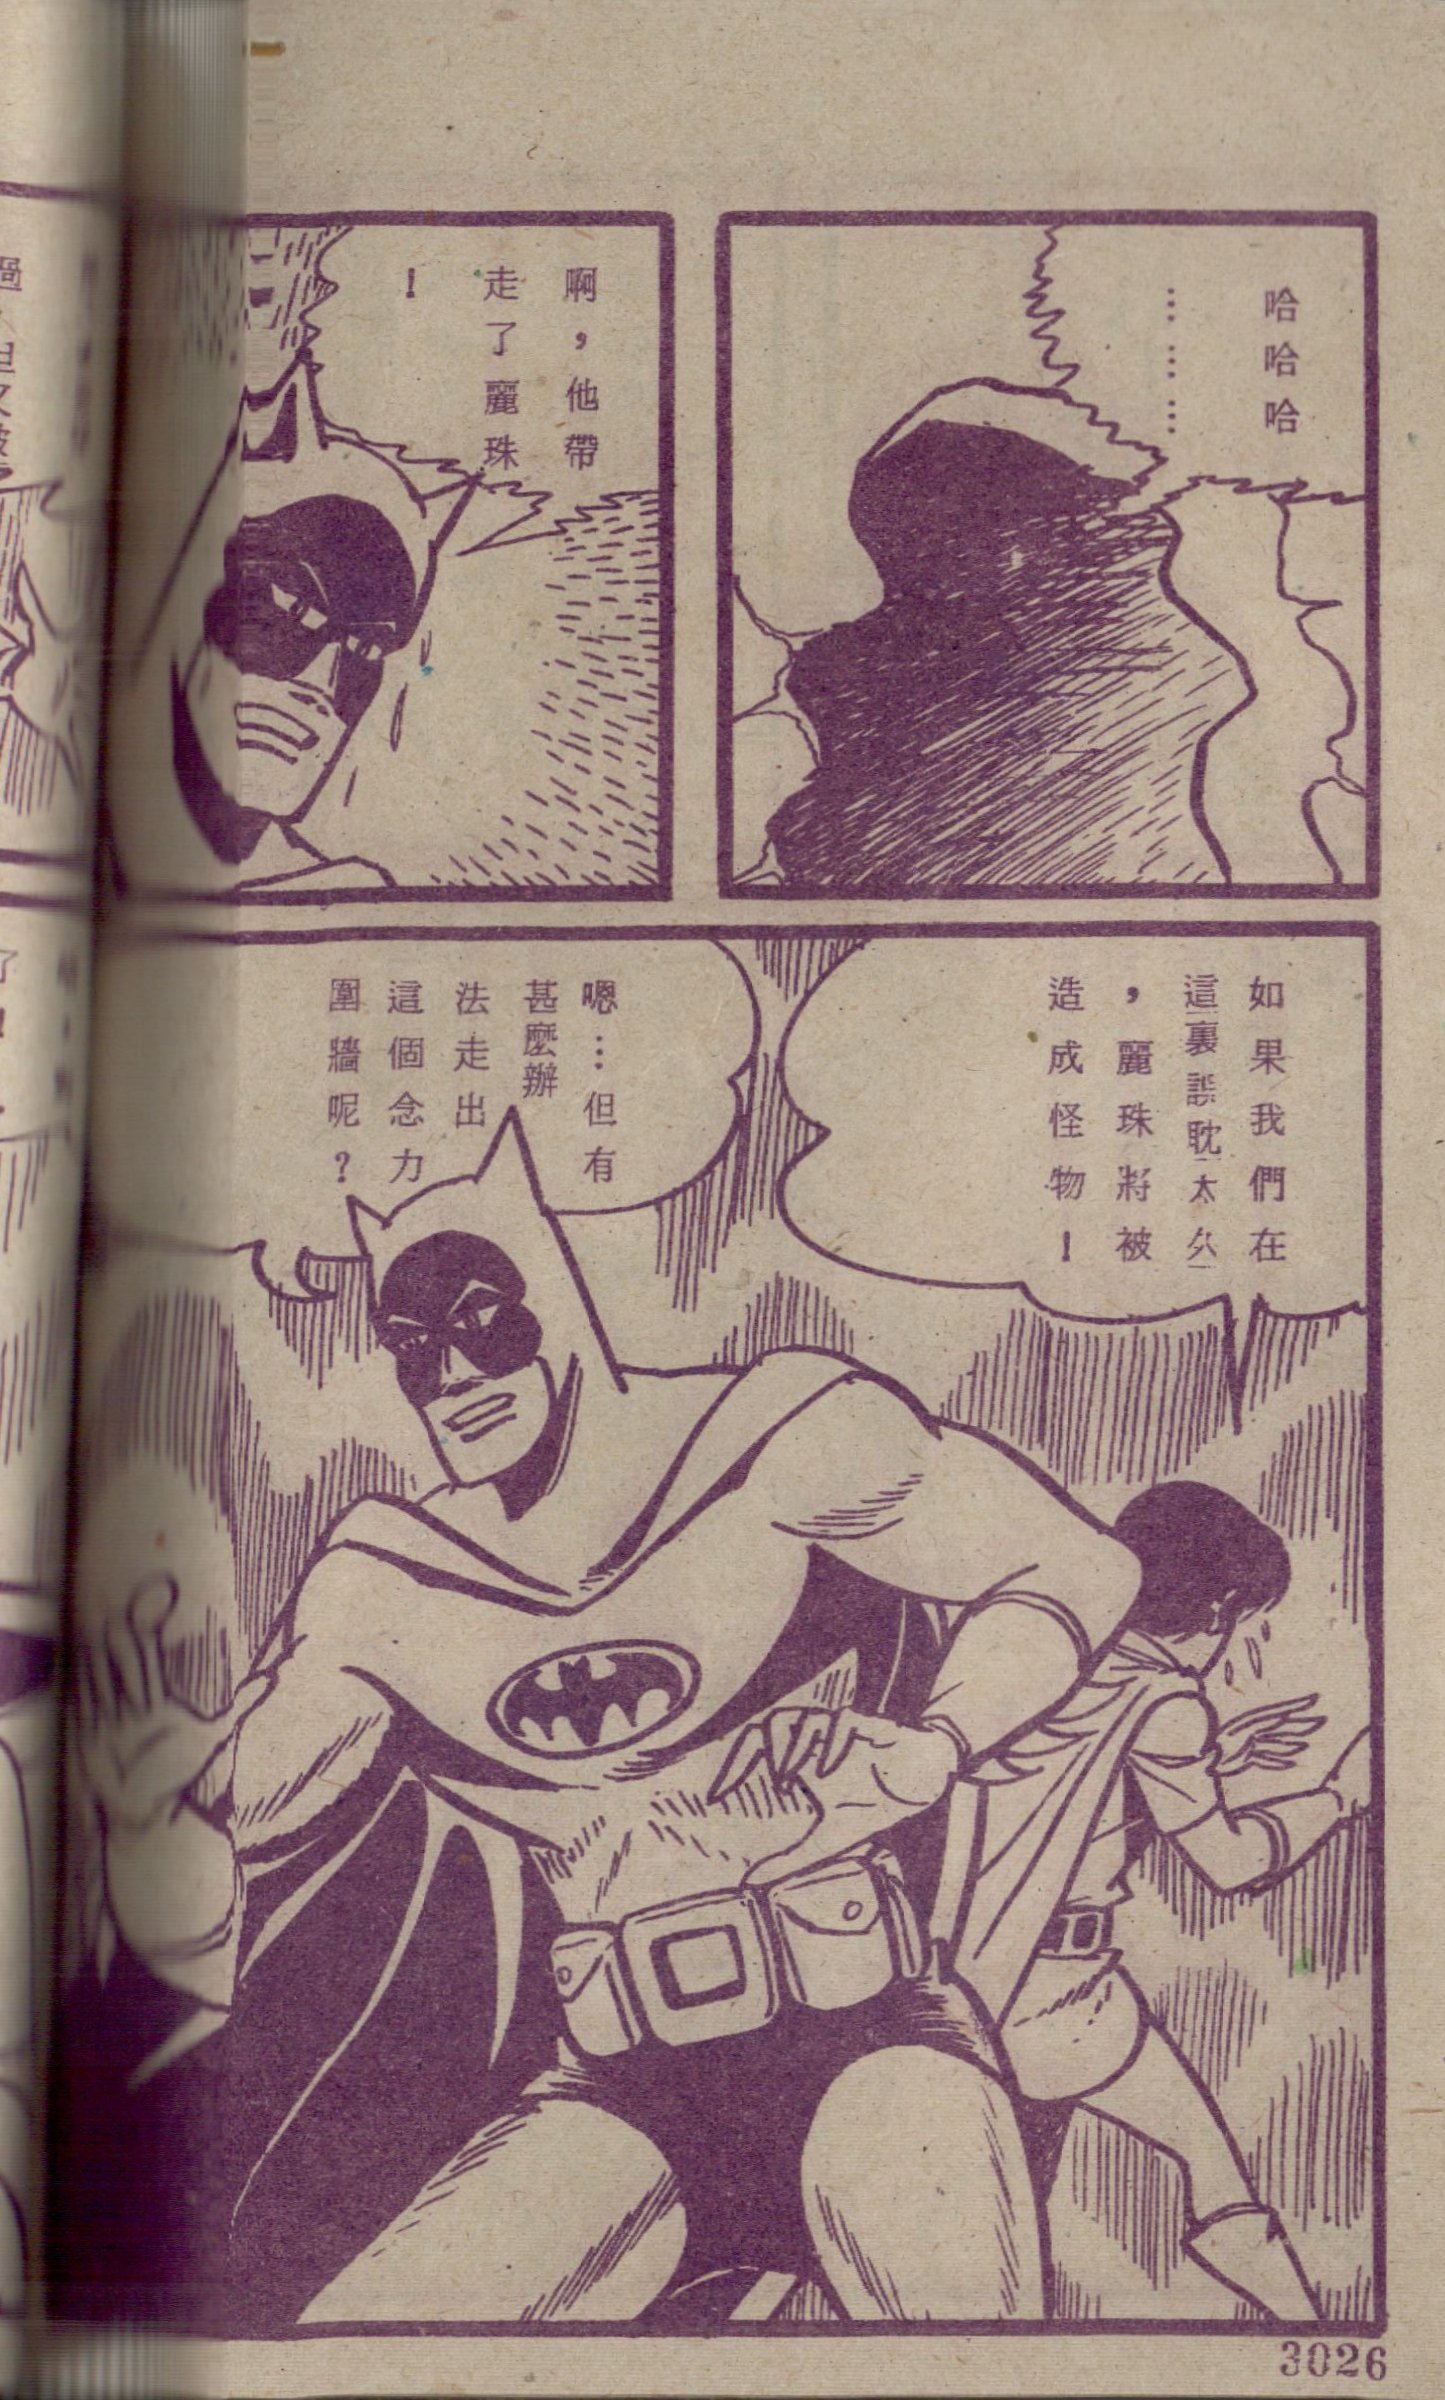 哈哈哈
………
啊，他帶
走了麗珠
！
如果我們在
這裏誤耽太久
，麗珠將被
造成怪物！
嗯…但有
甚麼辦
法走出
這個念力
圍牆呢？
3026